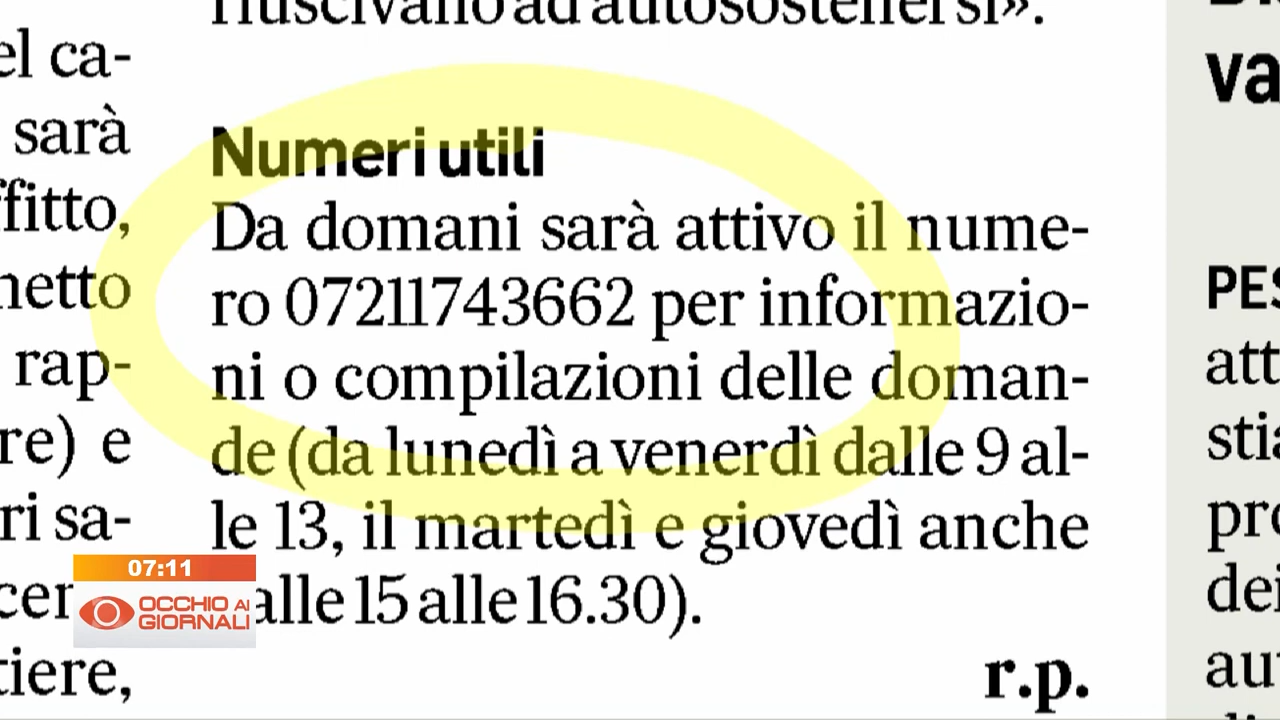 el ca-
sarà
ffitto,
netto
rap-
re) e
ri sa-
tiere,
riuscivano ad autosostenersi».
Numeri utili
Da domani sarà attivo il nume-
ro 07211743662 per informazio-
ni o compilazioni delle doman-
de (da lunedì a venerdì dalle 9 al-
le 13, il martedì e giovedì anche
alle 15 alle 16.30).
r.p.
va
PES
att
stia
pro
dei
aut
07:11
OCCHIO AI
GIORNALI